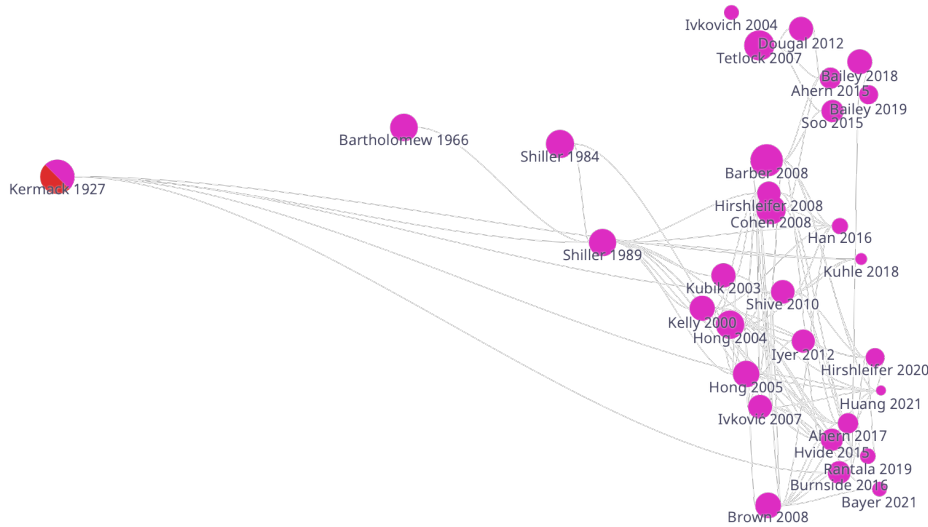 Ivkovich 2004
Dougal 2012
Tetlock 2007
Bailey 2018
Ahern 2015
Bailey 2019
Soo 2015
Bartholomew 1966
Shiller 1984
Barber 2008
Kermack 1927
Hirshleifer 2008
Cohen 2008
Han 2016
Shiller 1989
Kuhle 2018
Kubik 2003
Shive 2010
Kelly 2000
Hong 2004
Iyer 2012
Hirshleifer 2020
Hong 2005
Huang 2021
Ivkovic 2007
Ahern 2017
Hvide 2015
Rantala 2019
Burnside 2016
Bayer 2021
Brown 2008